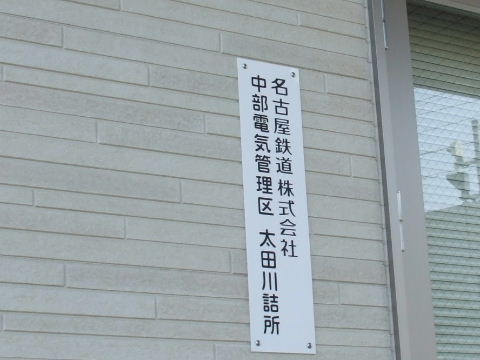 名古屋鉄道株式会社
中部電気管理区 太田川詰所